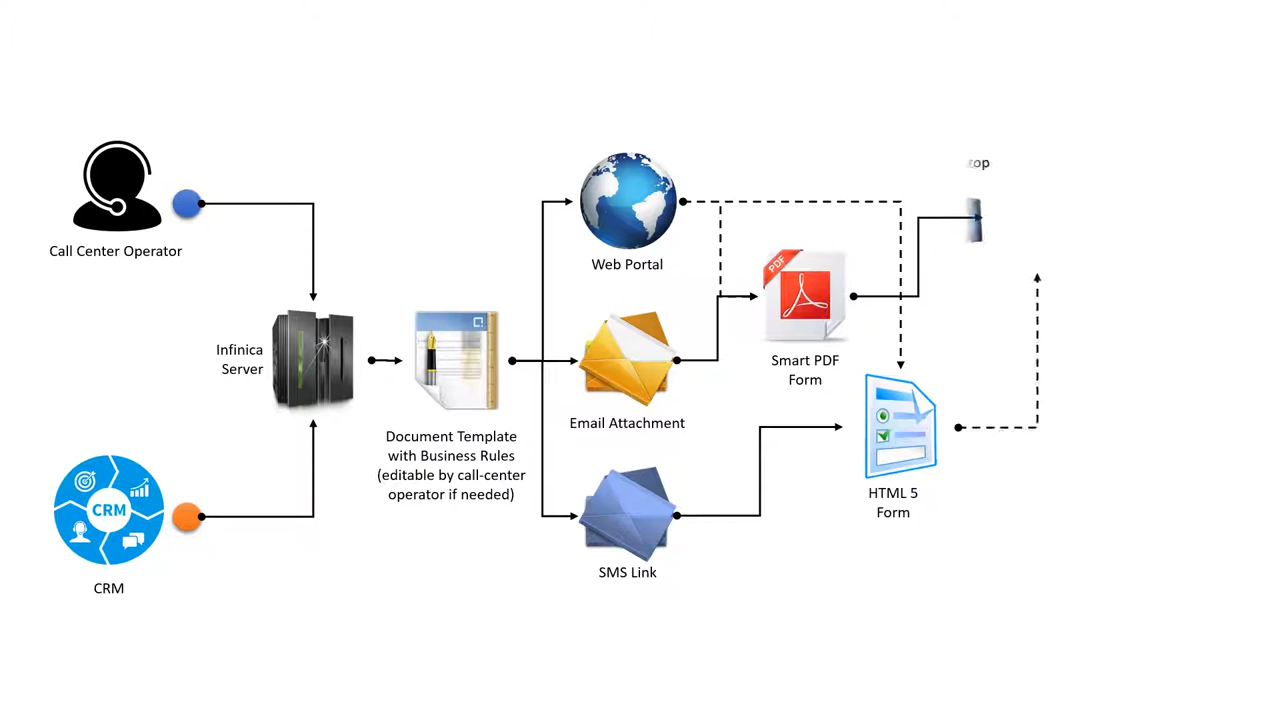 Call Center Operator
Infinica
Server
CRM
CRM
Document Template
with Business Rules
(editable by call-center
operator if needed)
Web Portal
Email Attachment
SMS Link
PDF
Smart PDF
Form
HTML 5
Form
top